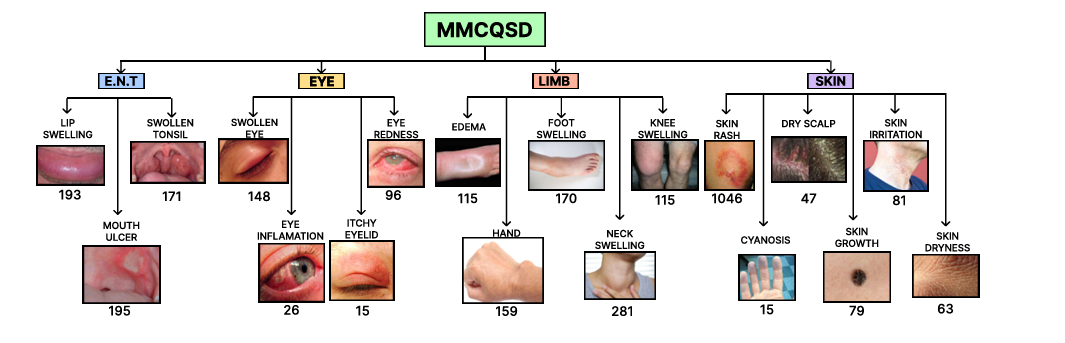 MMCQSD
E.N.T
EYE
LIMB
SKIN
LIP
SWELLING
193
SWOLLEN
TONSIL
171
SWOLLEN
EYE
148
EYE
REDNESS
96
EDEMA
115
FOOT
SWELLING
170
KNEE
SWELLING
115
SKIN
RASH
1046
DRY SCALP
47
SKIN
IRRITATION
81
MOUTH
ULCER
195
EYE
INFLAMATION
26
ITCHY
EYELID
15
HAND
159
NECK
SWELLING
281
CYANOSIS
15
SKIN
GROWTH
79
SKIN
DRYNESS
63